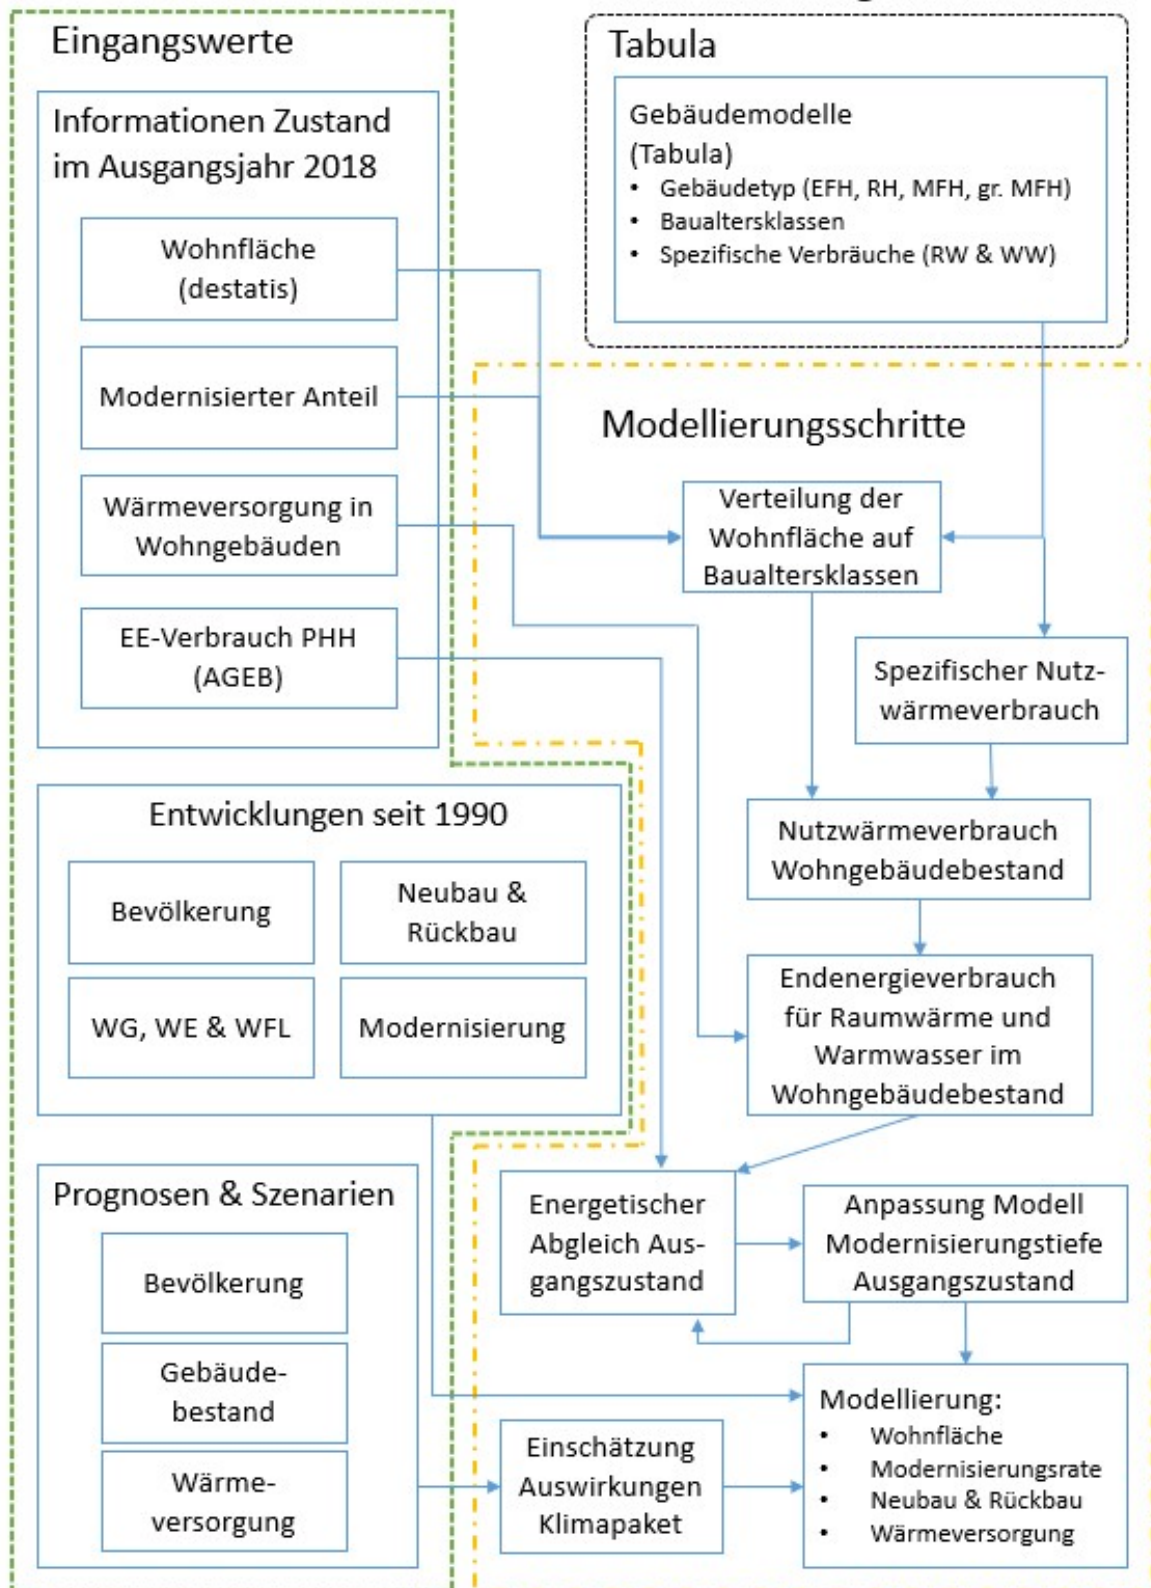 Eingangswerte
Informationen Zustand
im Ausgangsjahr 2018
Wohnfläche
(destatis)
Modernisierter Anteil
Wärmeversorgung in
Wohngebäuden
EE-Verbrauch PHH
(AGEB)
Entwicklungen seit 1990
Bevölkerung
Neubau &
Rückbau
WG, WE & WFL
Modernisierung
Prognosen & Szenarien
Bevölkerung
Gebäude-
bestand
Wärme-
versorgung
Tabula
Gebäudemodelle
(Tabula)
• Gebäudetyp (EFH, RH, MFH, gr. MFH)
• Baualtersklassen
• Spezifische Verbräuche (RW & WW)
Modellierungsschritte
Verteilung der
Wohnfläche auf
Baualtersklassen
Spezifischer Nutz-
wärmeverbrauch
Nutzwärmeverbrauch
Wohngebäudebestand
Endenergieverbrauch
für Raumwärme und
Warmwasser im
Wohngebäudebestand
Energetischer
Abgleich Aus-
gangszustand
Anpassung Modell
Modernisierungstiefe
Ausgangszustand
Einschätzung
Auswirkungen
Klimapaket
Modellierung:
• Wohnfläche
• Modernisierungsrate
• Neubau & Rückbau
• Wärmeversorgung